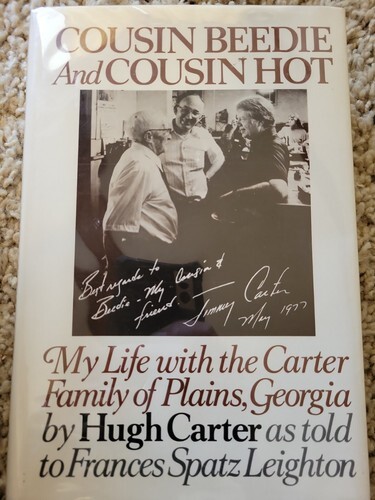 COUSIN BEEDIE
And COUSIN HOT
Best regards to
Beedie - My cousin &
friend - Jimmy Carter
May 1977
My Life with the Carter
Family of Plains, Georgia
by Hugh Carter as told
to Frances Spatz Leighton